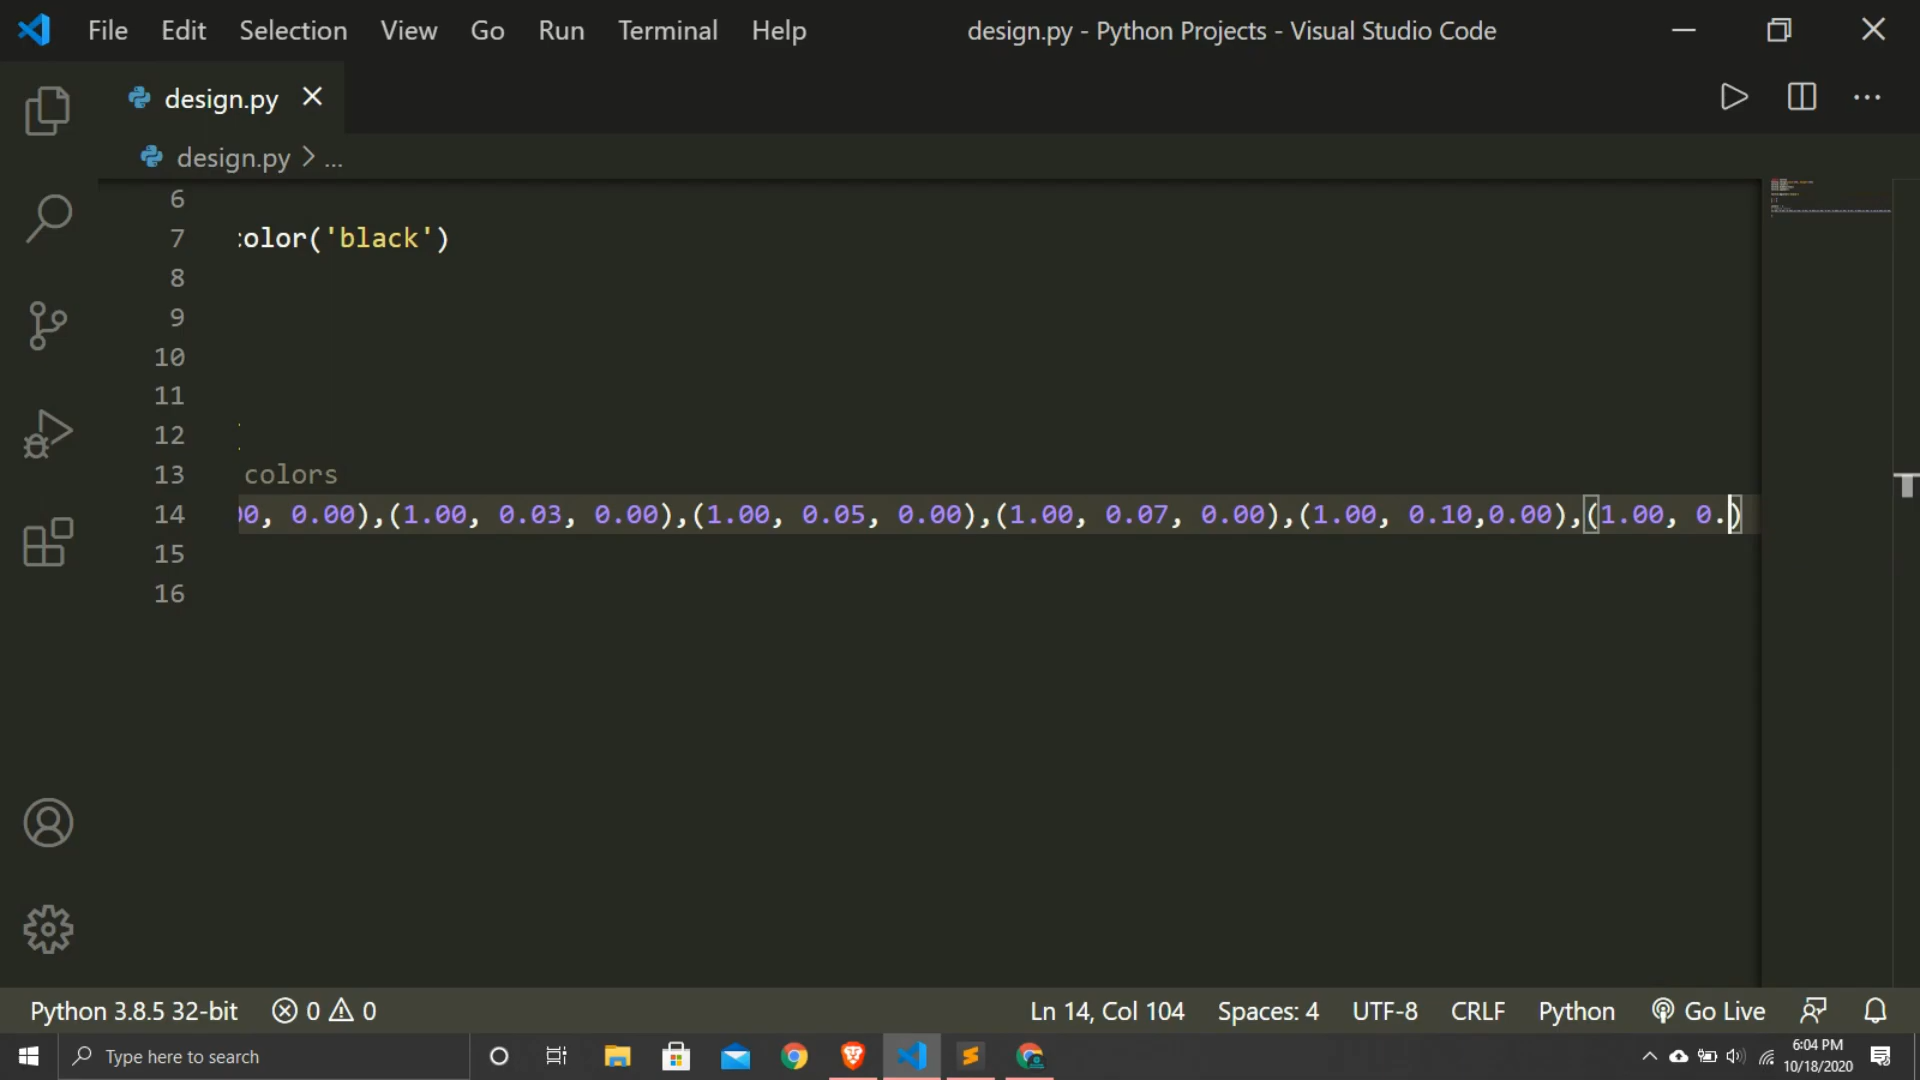 File Edit Selection View Go Run Terminal Help design.py - Python Projects - Visual Studio Code
design.py
design.py > ...
6
7 color('black')
8
9
10
11
12
13 colors
14 00, 0.00),(1.00, 0.03, 0.00),(1.00, 0.05, 0.00),(1.00, 0.07, 0.00),(1.00, 0.10,0.00),(1.00, 0.)
15
16
Python 3.8.5 32-bit 0 0 Ln 14, Col 104 Spaces: 4 UTF-8 CRLF Python Go Live
Type here to search
6:04 PM
10/18/2020